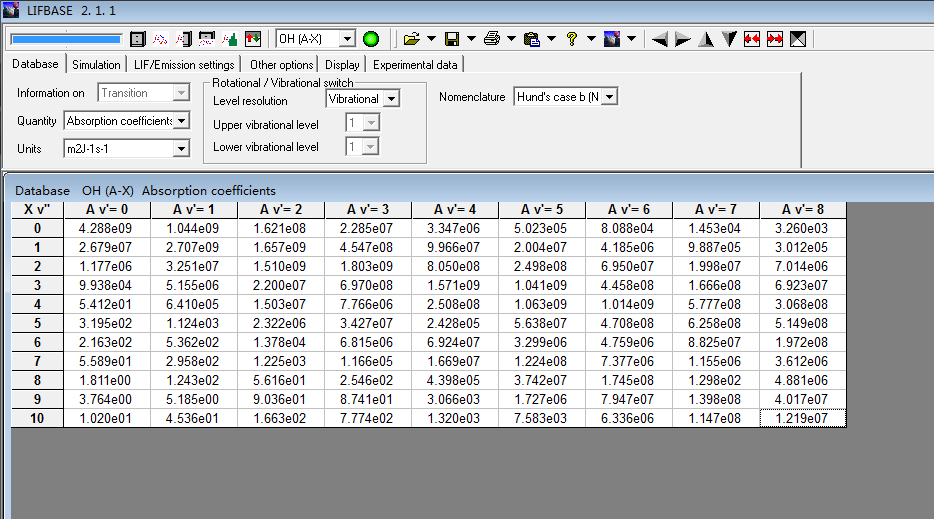 LIFBASE 2. 1. 1
OH (A-X)
Database Simulation LIF/Emission settings Other options Display Experimental data
Information on Transition
Quantity Absorption coefficients
Units m2J-1s-1
Rotational / Vibrational switch
Level resolution Vibrational
Upper vibrational level 1
Lower vibrational level 1
Nomenclature Hund's case b (N
Database OH (A-X) Absorption coefficients
X v" A v'= 0 A v'= 1 A v'= 2 A v'= 3 A v'= 4 A v'= 5 A v'= 6 A v'= 7 A v'= 8
0 4.288e09 1.044e09 1.621e08 2.285e07 3.347e06 5.023e05 8.088e04 1.453e04 3.260e03
1 2.679e07 2.707e09 1.657e09 4.547e08 9.966e07 2.004e07 4.185e06 9.887e05 3.012e05
2 1.177e06 3.251e07 1.510e09 1.803e09 8.050e08 2.498e08 6.950e07 1.998e07 7.014e06
3 9.938e04 5.155e06 2.200e07 6.970e08 1.571e09 1.041e09 4.458e08 1.666e08 6.923e07
4 5.412e01 6.410e05 1.503e07 7.766e06 2.508e08 1.063e09 1.014e09 5.777e08 3.068e08
5 3.195e02 1.124e03 2.322e06 3.427e07 2.428e05 5.638e07 4.708e08 6.258e08 5.149e08
6 2.163e02 5.362e02 1.378e04 6.815e06 6.924e07 3.299e06 4.759e06 8.825e07 1.972e08
7 5.589e01 2.958e02 1.225e03 1.166e05 1.669e07 1.224e08 7.377e06 1.155e06 3.612e06
8 1.811e00 1.243e02 5.616e01 2.546e02 4.398e05 3.742e07 1.745e08 1.298e02 4.881e06
9 3.764e00 5.185e00 9.036e01 8.741e01 3.066e03 1.727e06 7.947e07 1.398e08 4.017e07
10 1.020e01 4.536e01 1.663e02 7.774e02 1.320e03 7.583e03 6.336e06 1.147e08 1.219e07